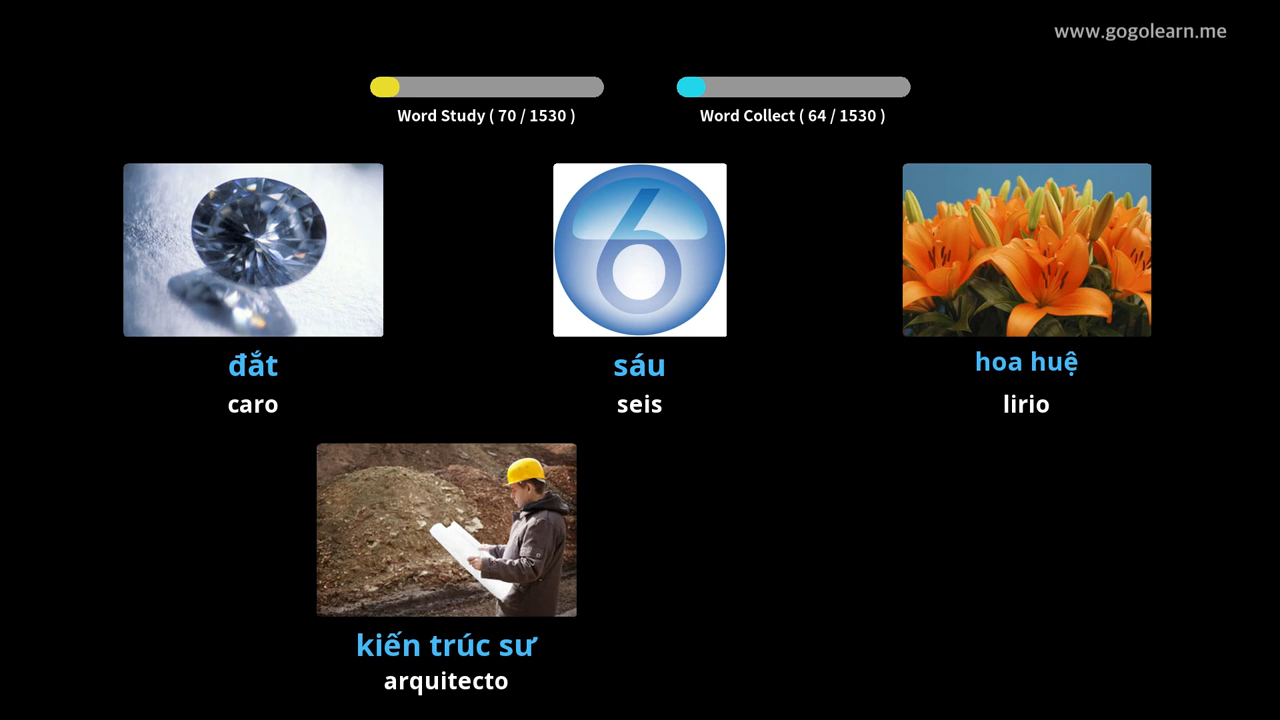 www.gogolearn.me
Word Study ( 70 / 1530 )
Word Collect ( 64 / 1530 )
6
đắt
caro
sáu
seis
hoa huệ
lirio
kiến trúc sư
arquitecto